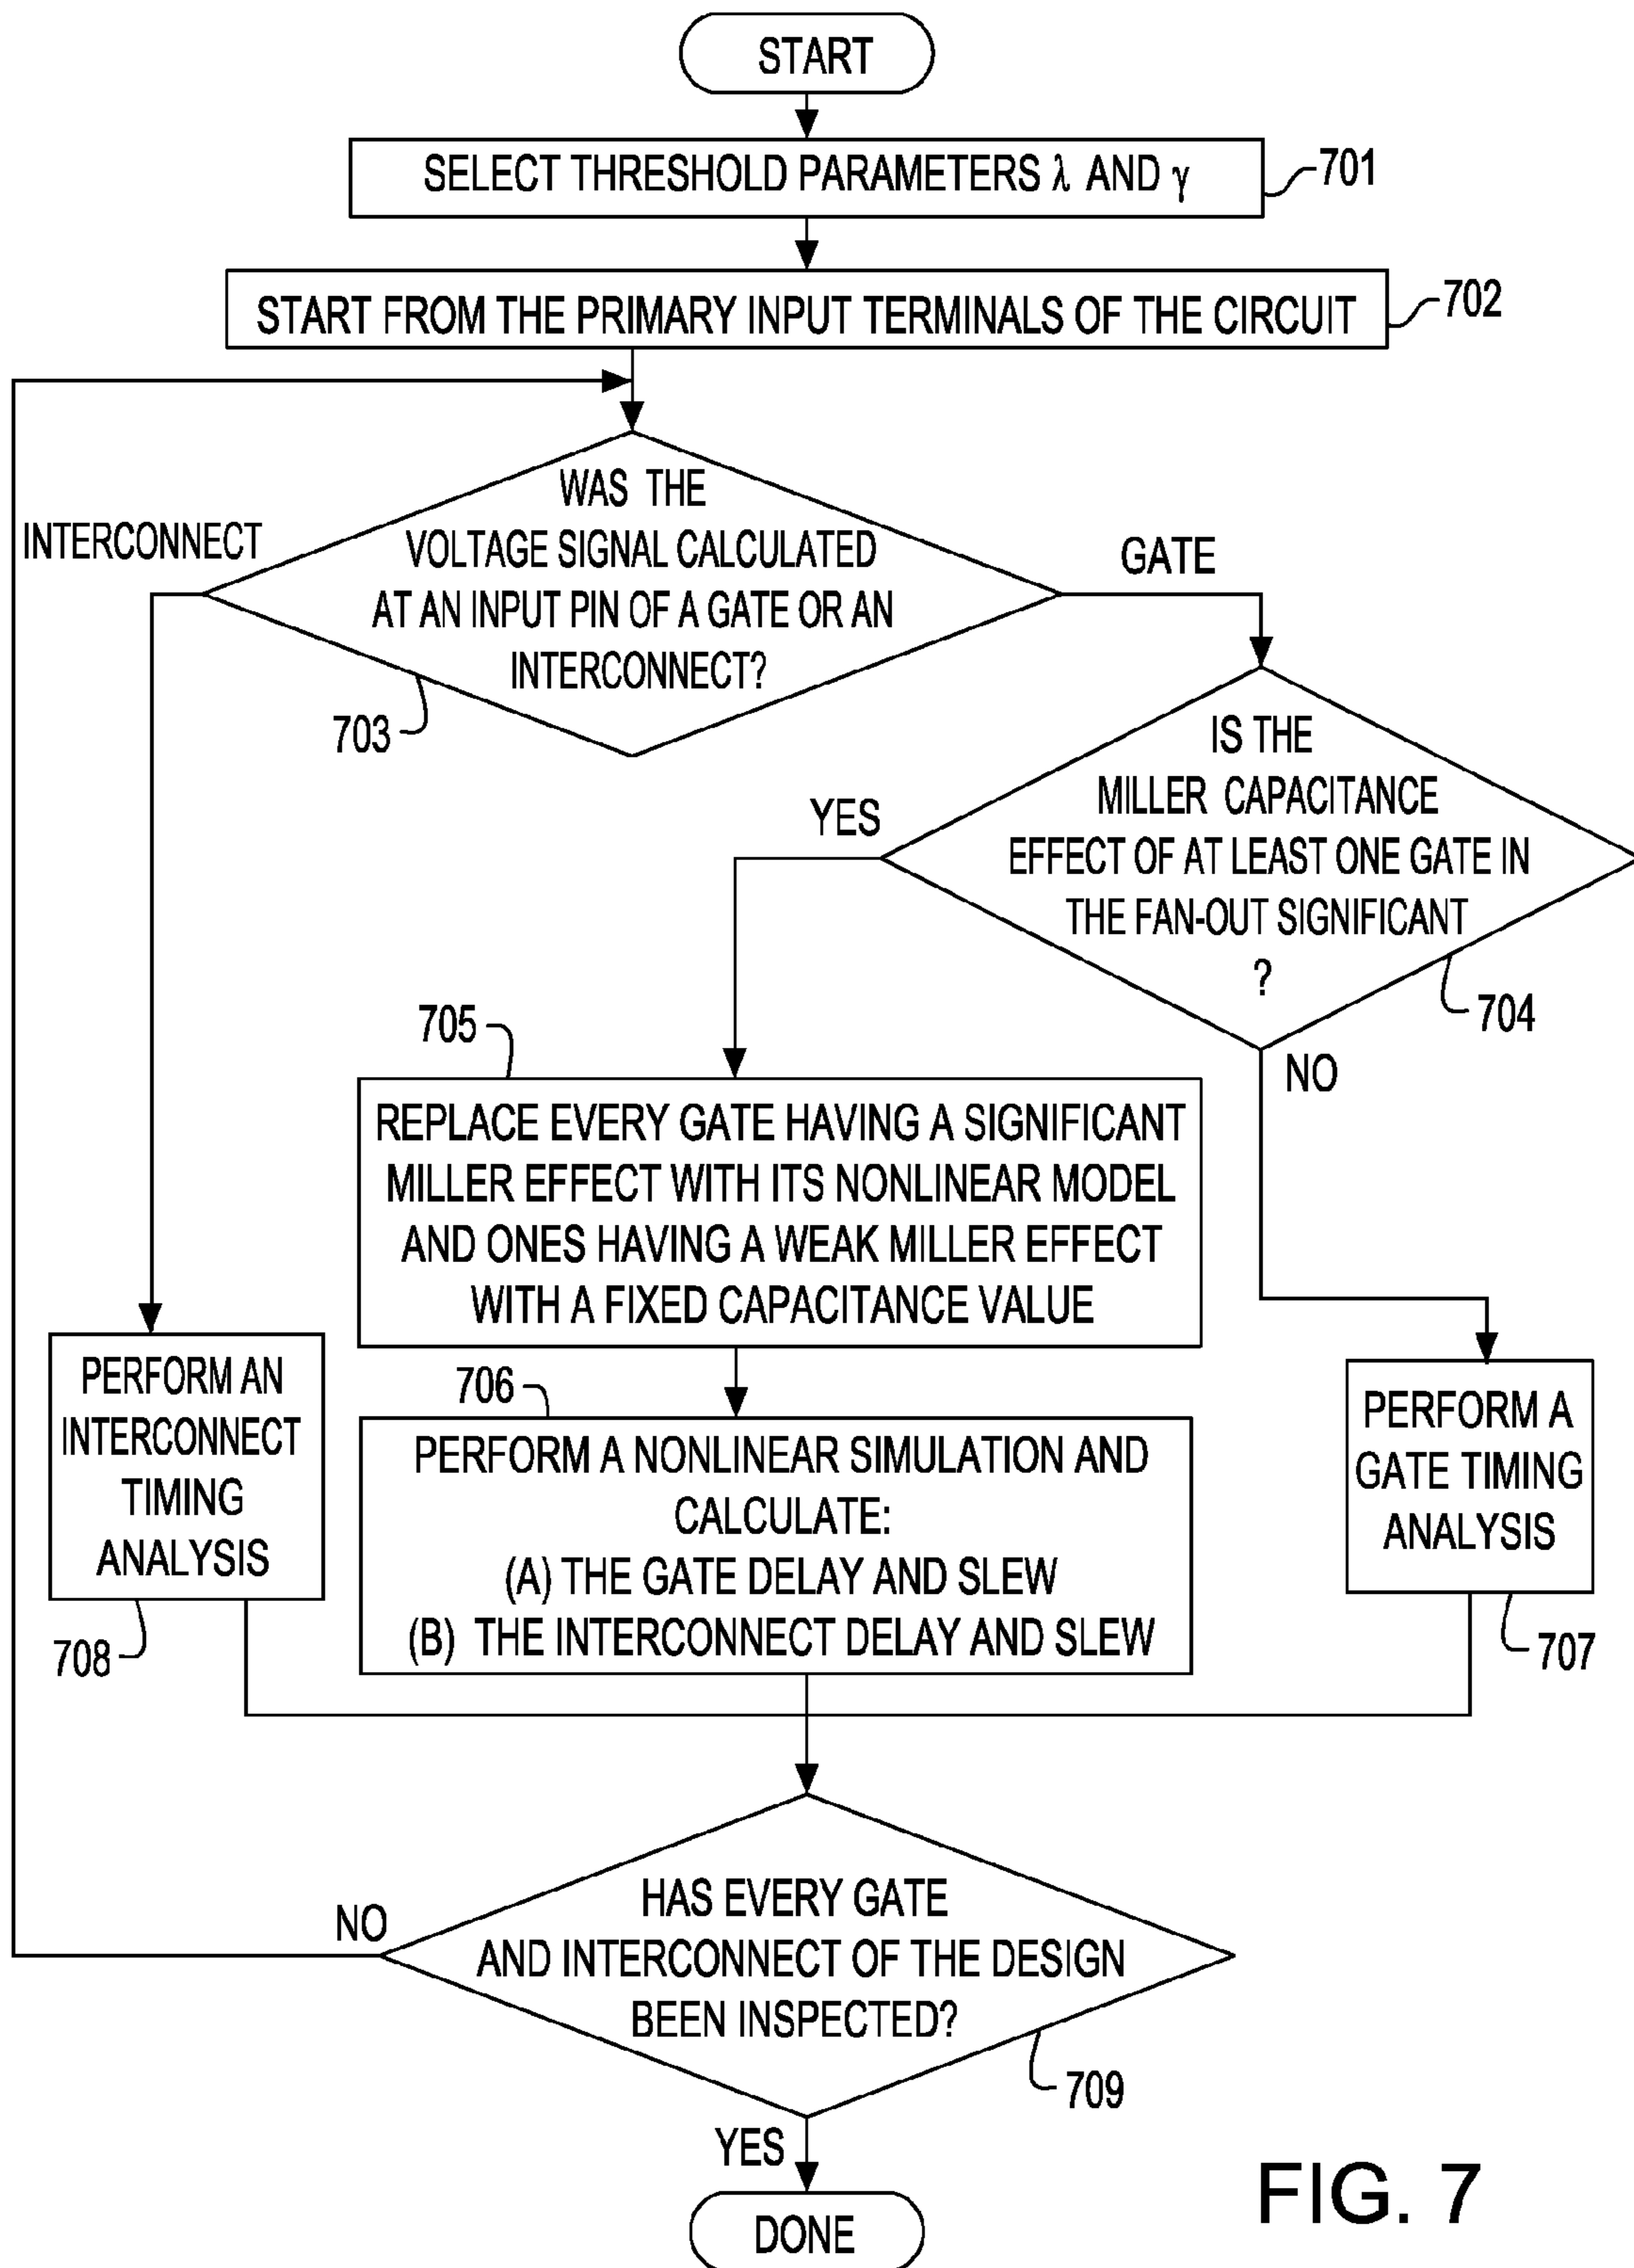 START
SELECT THRESHOLD PARAMETERS λ AND γ
701
START FROM THE PRIMARY INPUT TERMINALS OF THE CIRCUIT
702
WAS THE
VOLTAGE SIGNAL CALCULATED
AT AN INPUT PIN OF A GATE OR AN
INTERCONNECT?
703
INTERCONNECT
GATE
IS THE
MILLER CAPACITANCE
EFFECT OF AT LEAST ONE GATE IN
THE FAN-OUT SIGNIFICANT
?
704
YES
NO
705
REPLACE EVERY GATE HAVING A SIGNIFICANT
MILLER EFFECT WITH ITS NONLINEAR MODEL
AND ONES HAVING A WEAK MILLER EFFECT
WITH A FIXED CAPACITANCE VALUE
706
PERFORM A NONLINEAR SIMULATION AND
CALCULATE:
(A) THE GATE DELAY AND SLEW
(B) THE INTERCONNECT DELAY AND SLEW
PERFORM AN
INTERCONNECT
TIMING
ANALYSIS
708
PERFORM A
GATE TIMING
ANALYSIS
707
HAS EVERY GATE
AND INTERCONNECT OF THE DESIGN
BEEN INSPECTED?
709
NO
YES
DONE
FIG. 7